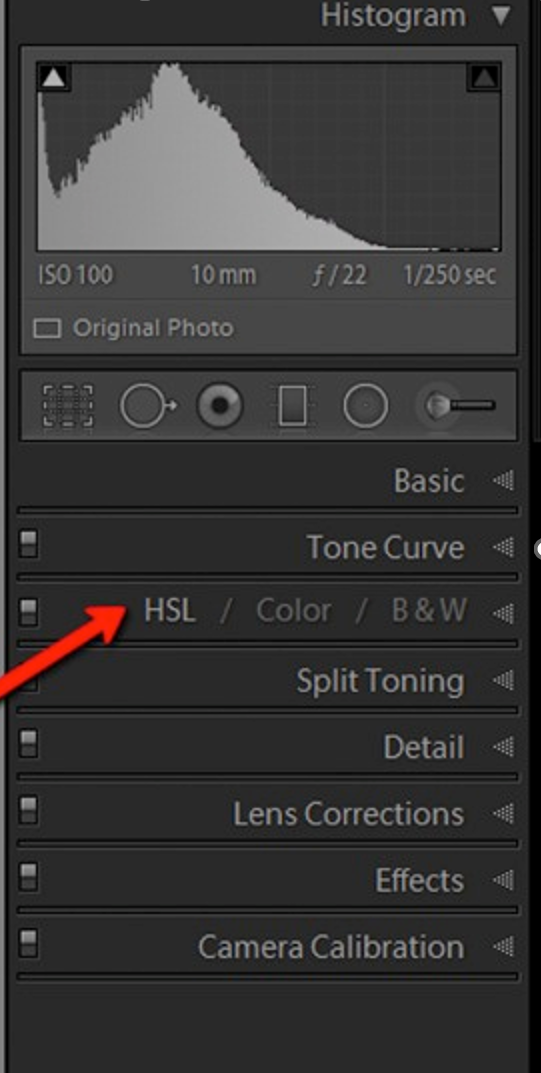 Histogram
ISO 100 10 mm ƒ / 22 1/250 sec
Original Photo
Basic
Tone Curve
HSL / Color / B & W
Split Toning
Detail
Lens Corrections
Effects
Camera Calibration